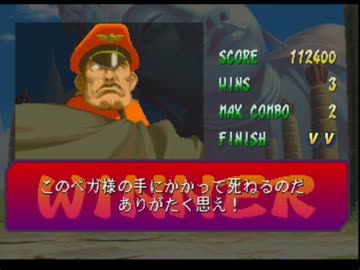 SCORE 112400
WINS 3
MAX COMBO 2
FINISH V V
WINNER
このベガ様の手にかかって死ねるのだ
ありがたく思え！